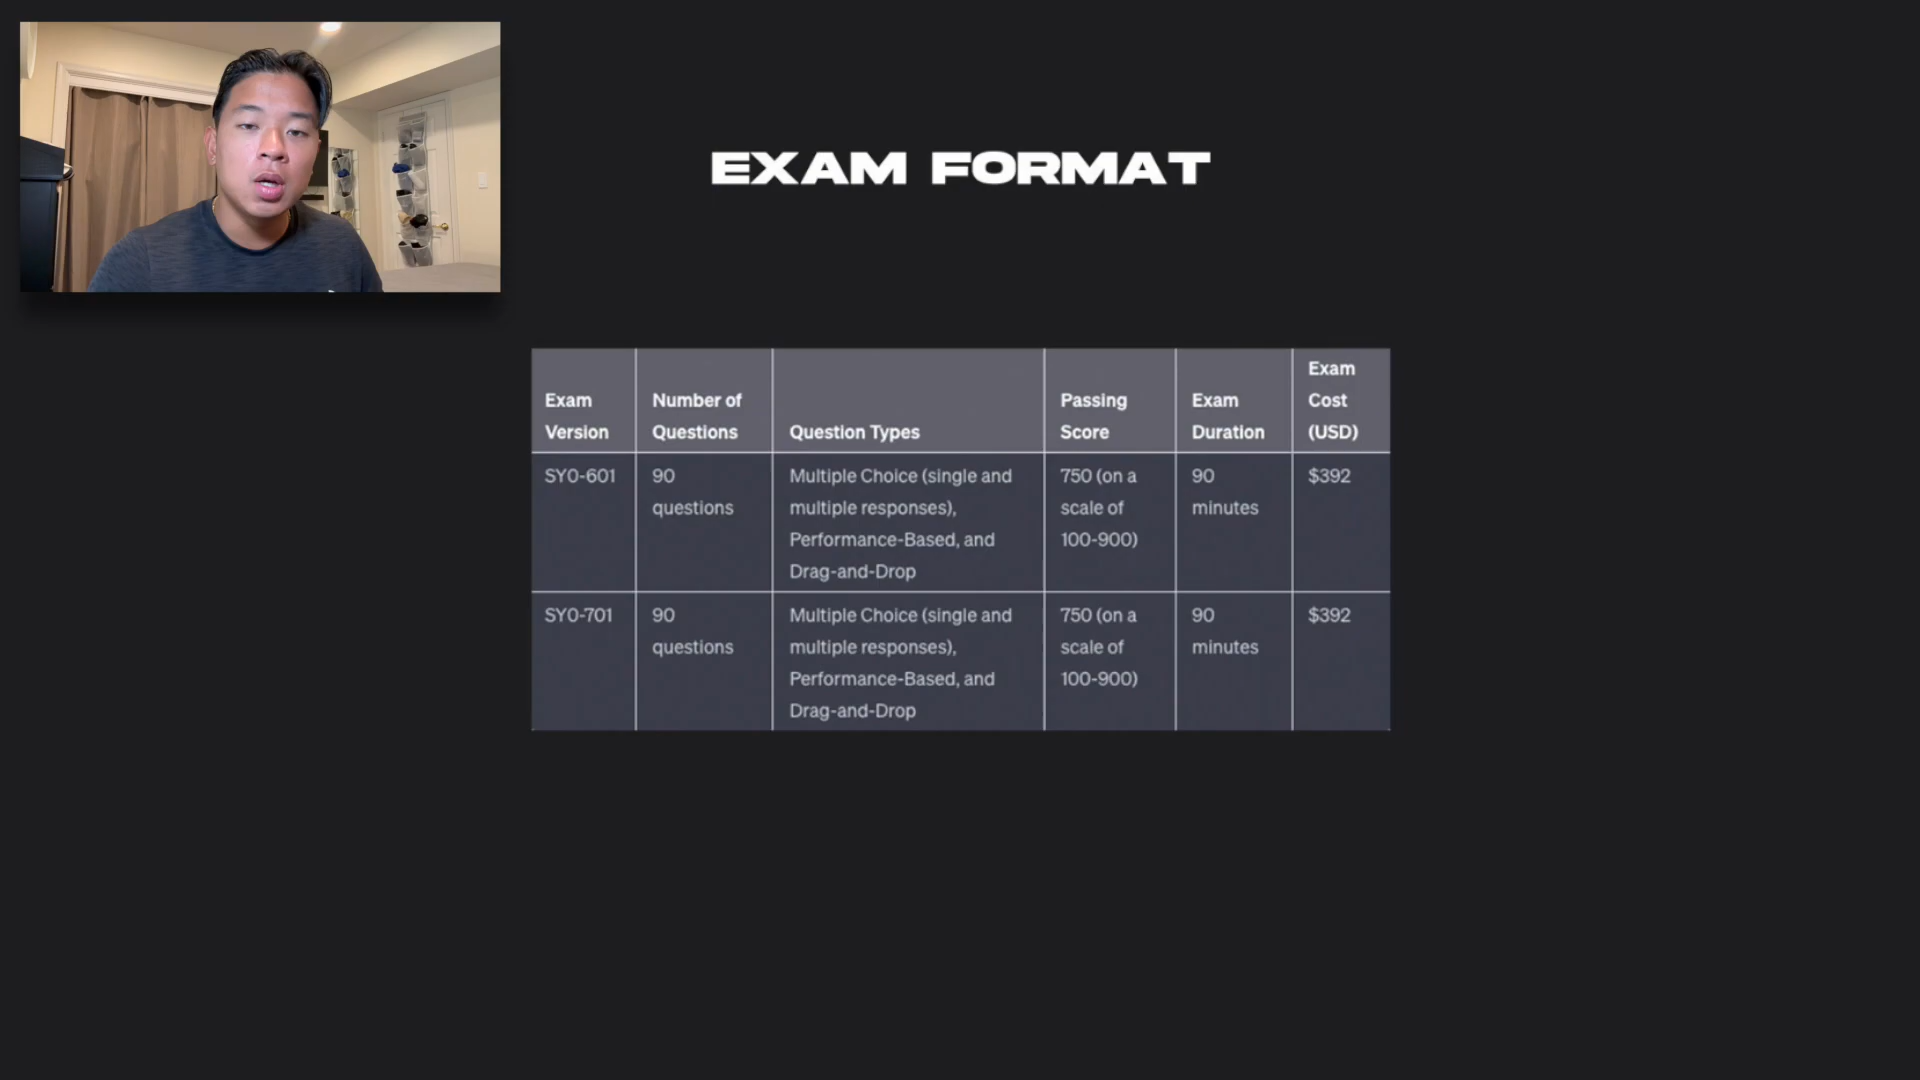 EXAM FORMAT
Exam
Version
Number of
Questions
Question Types
Passing
Score
Exam
Duration
Exam
Cost
(USD)
SY0-601
90
questions
Multiple Choice (single and
multiple responses),
Performance-Based, and
Drag-and-Drop
750 (on a
scale of
100-900)
90
minutes
$392
SY0-701
90
questions
Multiple Choice (single and
multiple responses),
Performance-Based, and
Drag-and-Drop
750 (on a
scale of
100-900)
90
minutes
$392